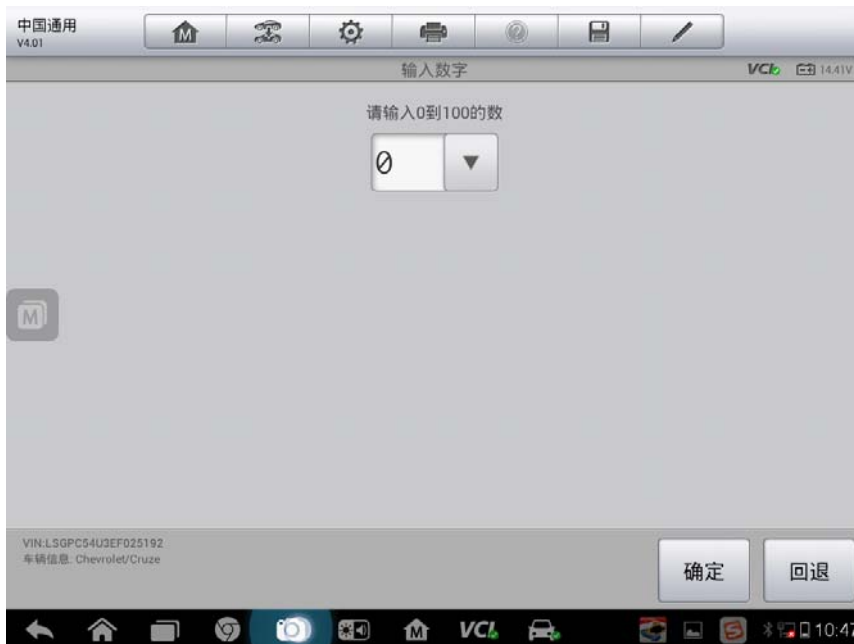 中国通用
V4.01
M
输入数字
VCI
14.41V
请输入0到100的数
0
M
VIN:LSGPC54U3EF025192
车辆信息: Chevrolet/Cruze
确定
回退
M
VCI
10:47